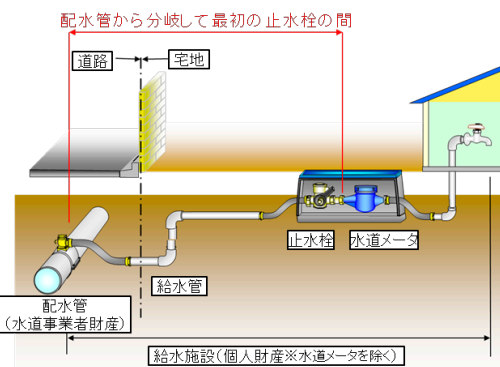 配水管から分岐して最初の止水栓の間
道路
宅地
止水栓
水道メータ
給水管
配水管
（水道事業者財産）
給水施設（個人財産※水道メータを除く）